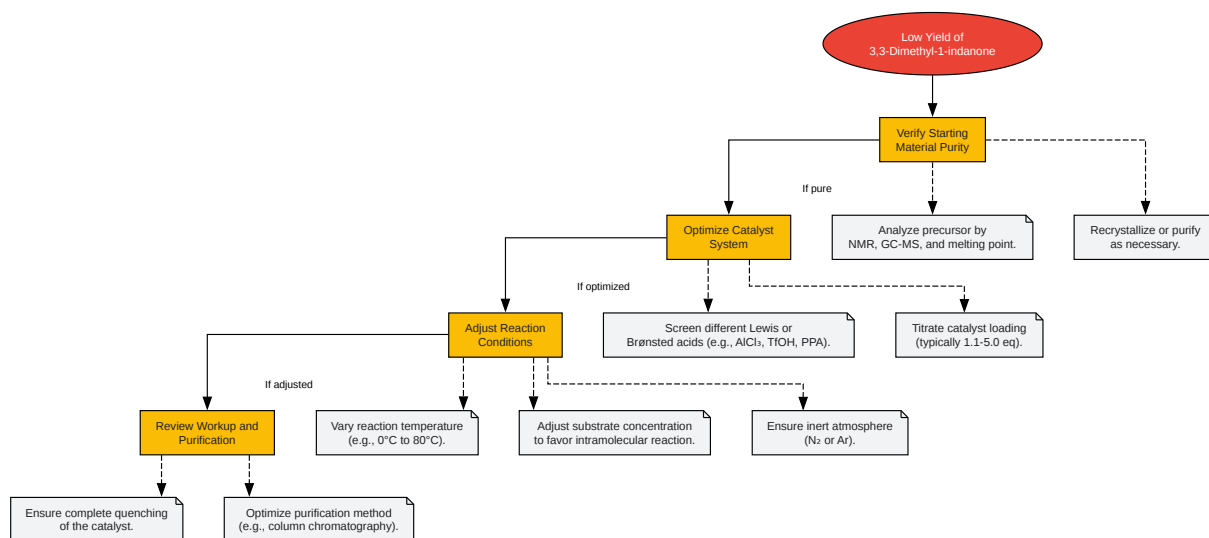 Low Yield of
3,3-Dimethyl-1-indanone
Verify Starting
Material Purity
If pure
Optimize Catalyst
System
Analyze precursor by
NMR, GC-MS, and melting point.
Recrystallize or purify
as necessary.
If optimized
Adjust Reaction
Conditions
Screen different Lewis or
Brønsted acids (e.g., AlCl₃, TfOH, PPA).
Titrate catalyst loading
(typically 1.1-5.0 eq).
If adjusted
Review Workup and
Purification
Vary reaction temperature
(e.g., 0°C to 80°C).
Adjust substrate concentration
to favor intramolecular reaction.
Ensure inert atmosphere
(N₂ or Ar).
Ensure complete quenching
of the catalyst.
Optimize purification method
(e.g., column chromatography).